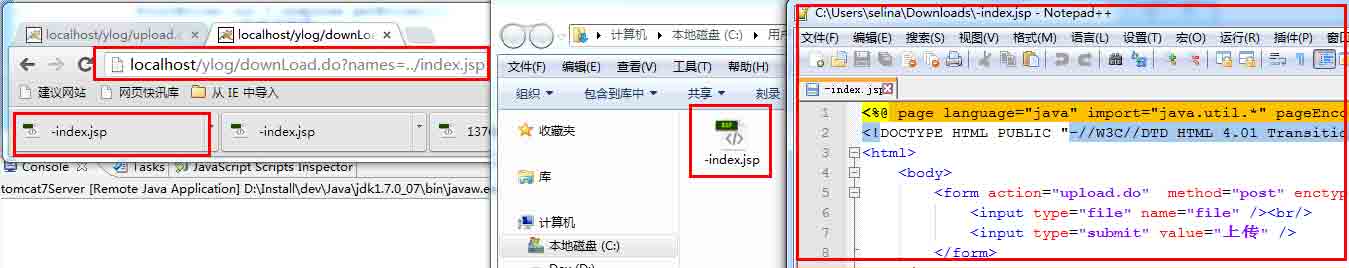 localhost/ylog/upload.
localhost/ylog/downLoa
localhost/ylog/downLoad.do?names=../index.jsp
建议网站 网页快讯库 从 IE 中导入
-index.jsp -index.jsp 1370
Console Tasks JavaScript Scripts Inspector
tomcat7Server [Remote Java Application] D:\Install\dev\Java\jdk1.7.0_07\bin\javaw.e
计算机 本地磁盘 (C:) 用户
文件(F) 编辑(E) 查看(V) 工具(T) 帮助(H)
组织 包含到库中 共享 刻录
收藏夹
库
计算机
本地磁盘 (C:)
Dev (D:)
JSP
-index.jsp
C:\Users\selina\Downloads\-index.jsp - Notepad++
文件(F) 编辑(E) 搜索(S) 视图(V) 格式(M) 语言(L) 设置(T) 宏(O) 运行(R) 插件(P)
-index.jsp
1 <%@ page language="java" import="java.util.*" pageEnco
2 <!DOCTYPE HTML PUBLIC "-//W3C//DTD HTML 4.01 Transitio
3 <html>
4 <body>
5 <form action="upload.do" method="post" enctyp
6 <input type="file" name="file" /><br/>
7 <input type="submit" value="上传" />
8 </form>